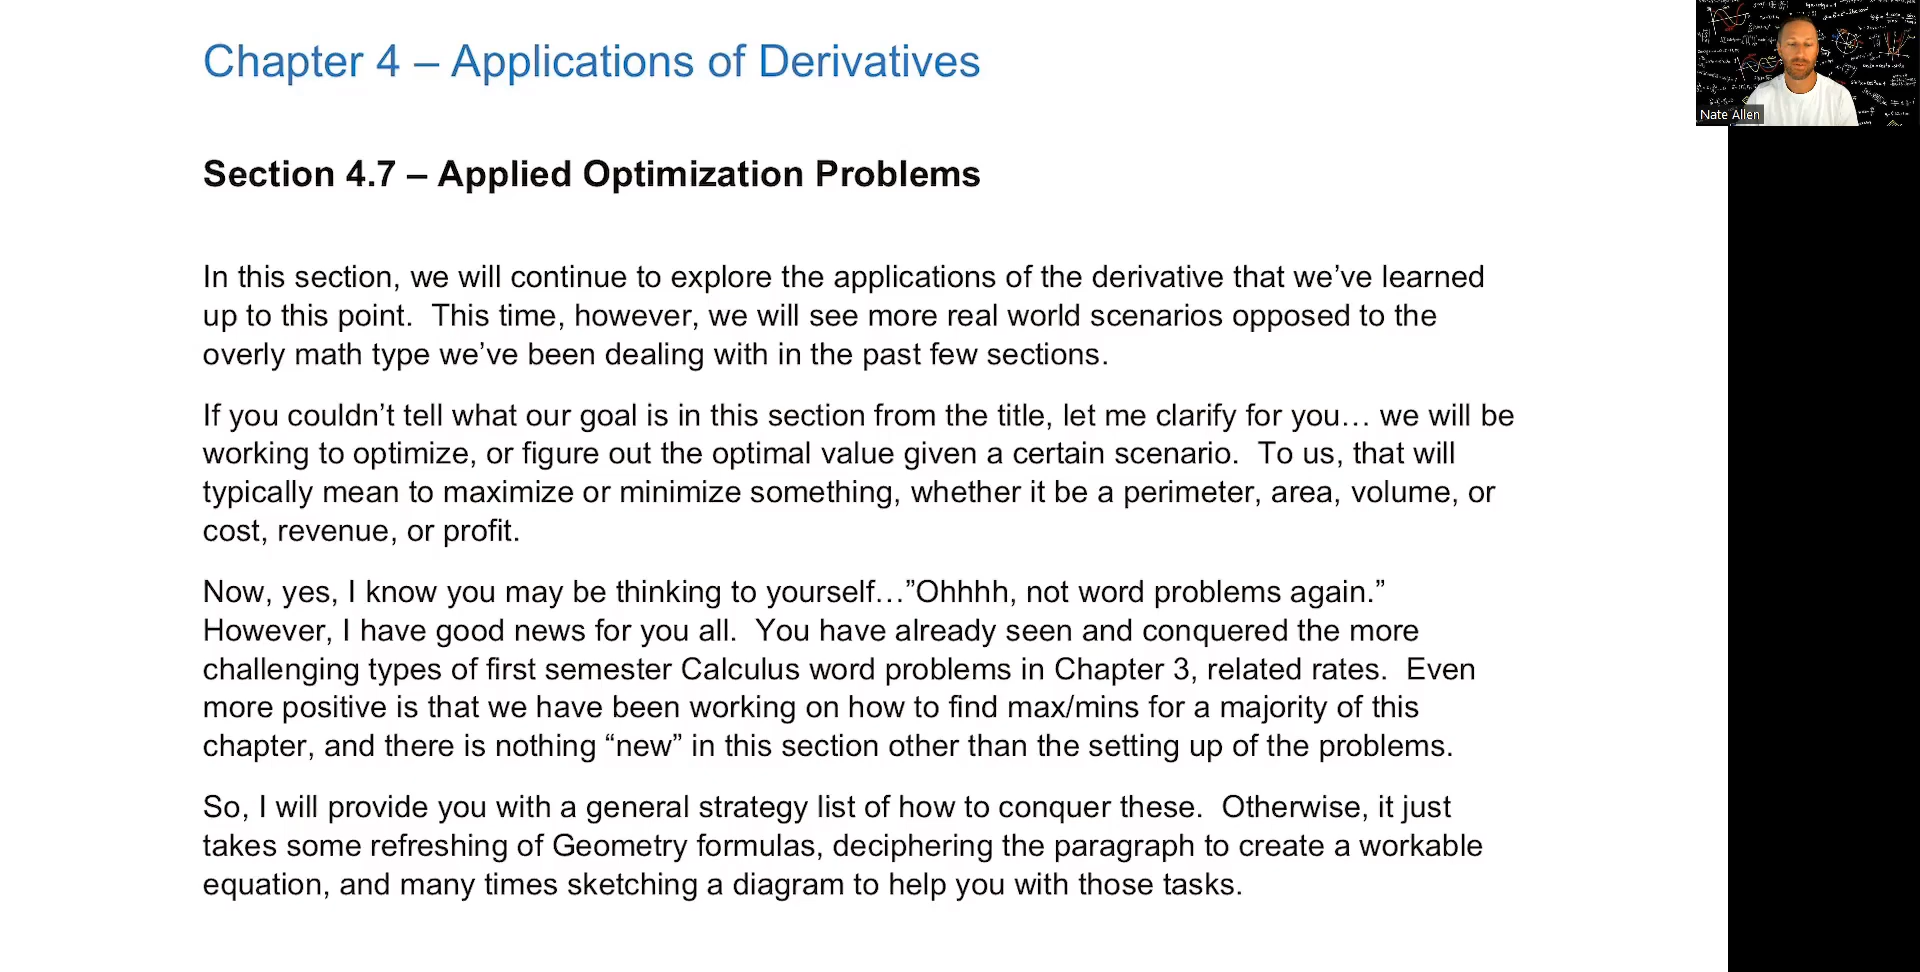 Chapter 4 – Applications of Derivatives
Nate Allen
Section 4.7 – Applied Optimization Problems
In this section, we will continue to explore the applications of the derivative that we’ve learned
up to this point.  This time, however, we will see more real world scenarios opposed to the
overly math type we’ve been dealing with in the past few sections.
If you couldn’t tell what our goal is in this section from the title, let me clarify for you… we will be
working to optimize, or figure out the optimal value given a certain scenario.  To us, that will
typically mean to maximize or minimize something, whether it be a perimeter, area, volume, or
cost, revenue, or profit.
Now, yes, I know you may be thinking to yourself…”Ohhhh, not word problems again.”
However, I have good news for you all.  You have already seen and conquered the more
challenging types of first semester Calculus word problems in Chapter 3, related rates.  Even
more positive is that we have been working on how to find max/mins for a majority of this
chapter, and there is nothing “new” in this section other than the setting up of the problems.
So, I will provide you with a general strategy list of how to conquer these.  Otherwise, it just
takes some refreshing of Geometry formulas, deciphering the paragraph to create a workable
equation, and many times sketching a diagram to help you with those tasks.